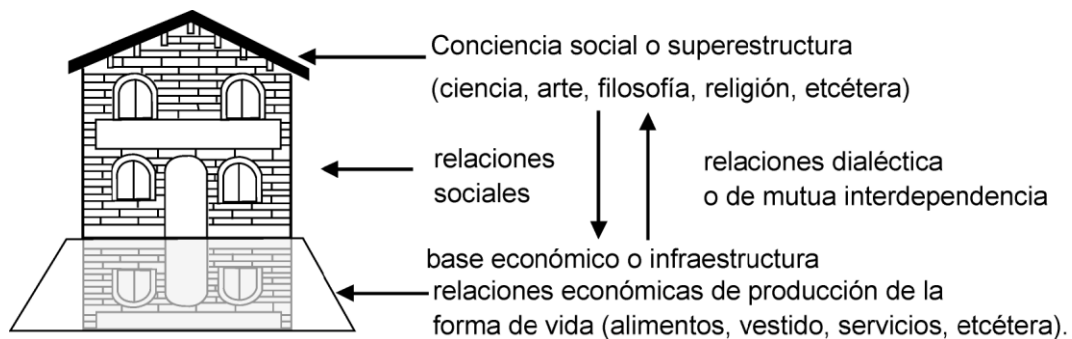 Conciencia social o superestructura
(ciencia, arte, filosofía, religión, etcétera)
relaciones
sociales
relaciones dialéctica
o de mutua interdependencia
base económico o infraestructura
relaciones económicas de producción de la
forma de vida (alimentos, vestido, servicios, etcétera).